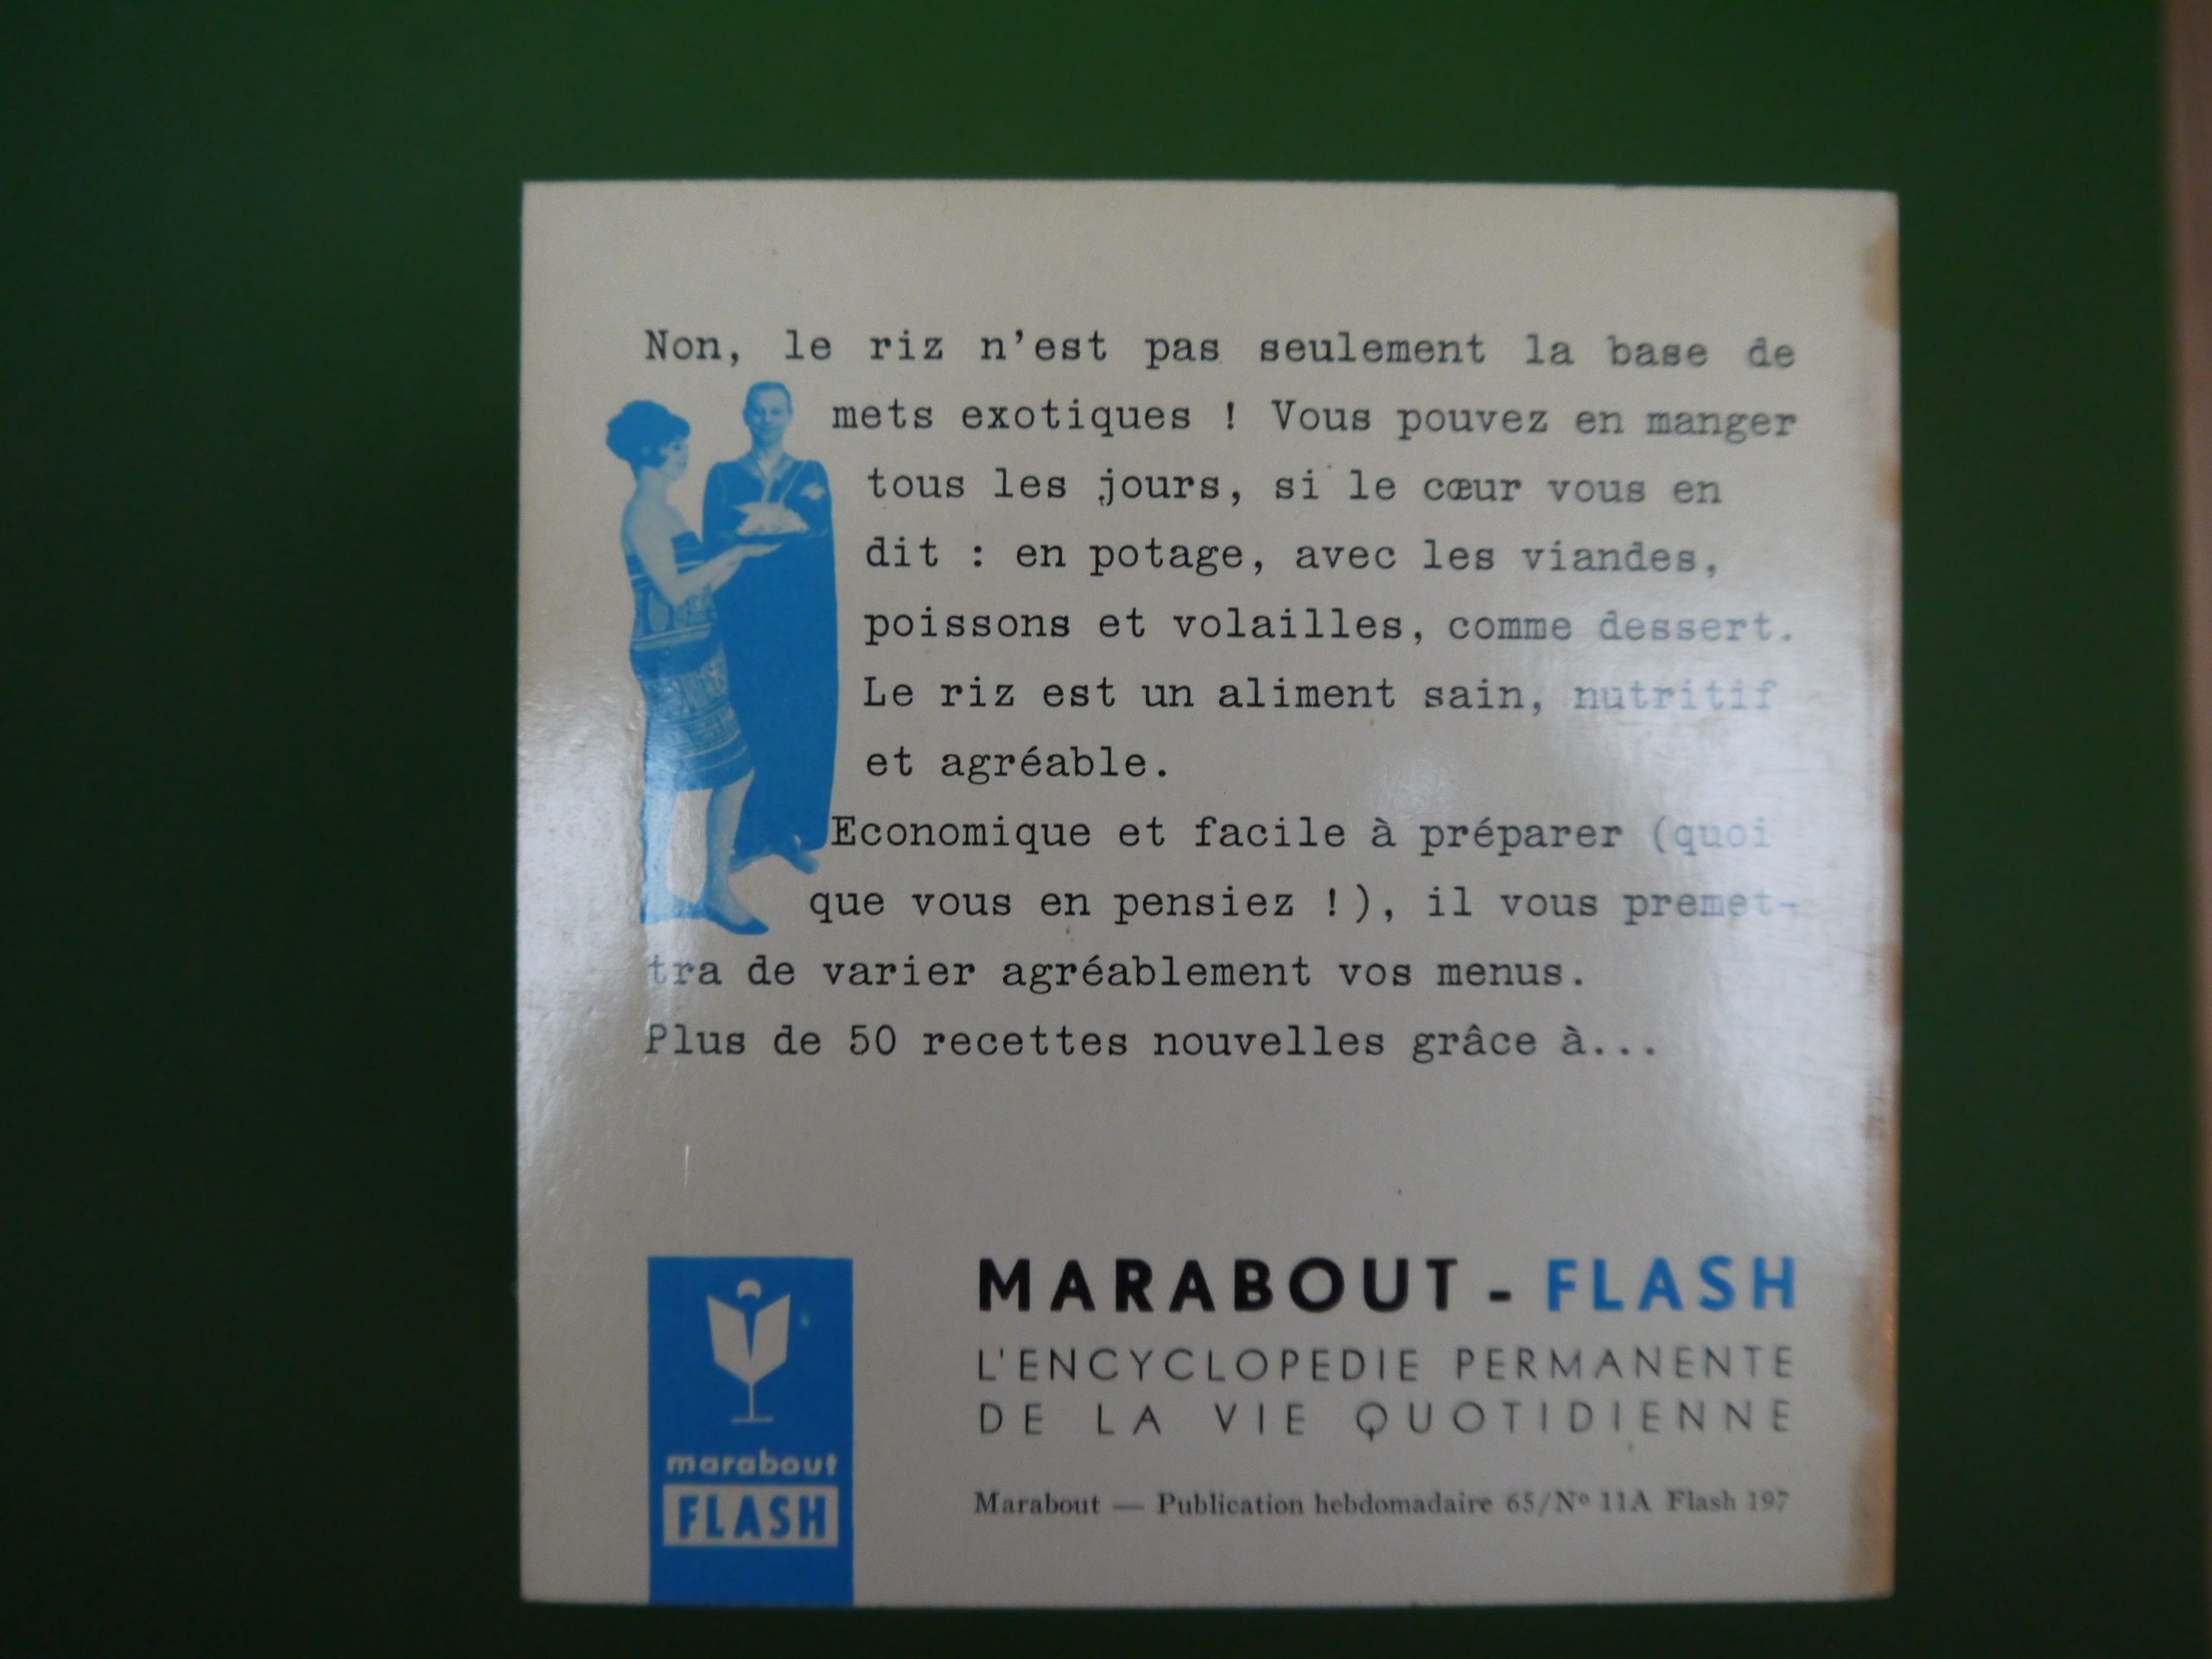 Non, le riz n'est pas seulement la base de
mets exotiques ! Vous pouvez en manger
tous les jours, si le cœur vous en
dit : en potage, avec les viandes,
poissons et volailles, comme dessert.
Le riz est un aliment sain, nutritif
et agréable.
Economique et facile à préparer (quoi
que vous en pensiez !), il vous premet-
tra de varier agréablement vos menus.
Plus de 50 recettes nouvelles grâce à...
marabout
FLASH
MARABOUT - FLASH
L'ENCYCLOPEDIE PERMANENTE
DE LA VIE QUOTIDIENNE
Marabout — Publication hebdomadaire 65/Nº 11A Flash 197